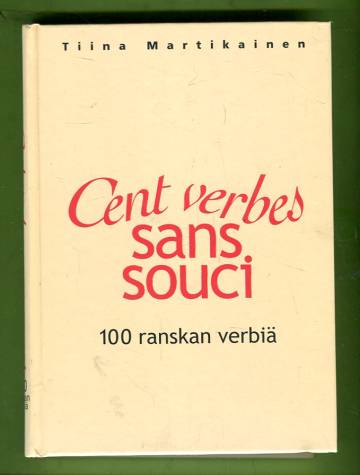 Tiina Martikainen
Cent verbes
sans
souci
100 ranskan verbiä